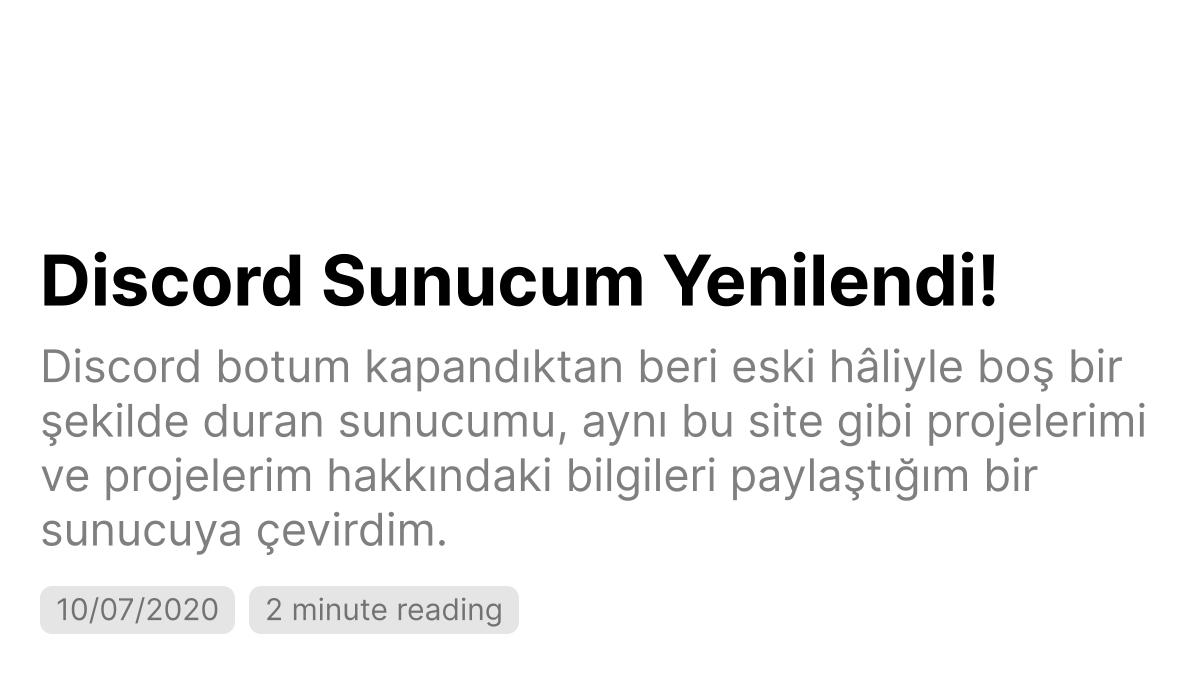 Discord Sunucum Yenilendi!
Discord botum kapandıktan beri eski hâliyle boş bir
şekilde duran sunucumu, aynı bu site gibi projelerimi
ve projelerim hakkındaki bilgileri paylaştığım bir
sunucuya çevirdim.
10/07/2020 2 minute reading